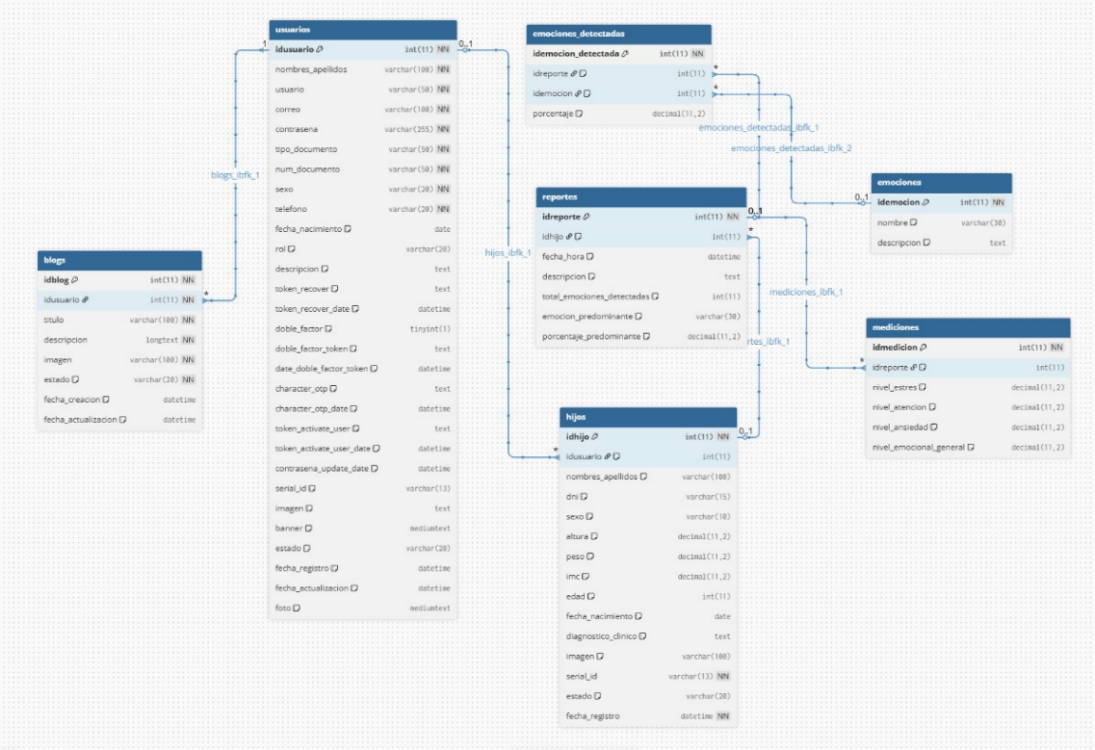 usuarios
idusuario int(11) NN
nombres_apellidos varchar(100) NN
usuario varchar(50) NN
correo varchar(100) NN
contrasena varchar(255) NN
tipo_documento varchar(50) NN
num_documento varchar(50) NN
sexo varchar(20) NN
telefono varchar(20) NN
fecha_nacimiento date
rol varchar(20)
descripcion text
token_recover text
token_recover_date datetime
doble_factor tinyint(1)
doble_factor_token text
date_doble_factor_token datetime
character_otp text
character_otp_date datetime
token_activate_user text
token_activate_user_date datetime
contrasena_update_date datetime
serial_id varchar(13)
imagen text
banner mediumtext
estado varchar(20)
fecha_registro datetime
fecha_actualizacion datetime
foto mediumtext
1
0..1
blogs_ibfk_1
blogs
idblog int(11) NN
idusuario int(11) NN
titulo varchar(100) NN
descripcion longtext NN
imagen varchar(100) NN
estado varchar(20) NN
fecha_creacion datetime
fecha_actualizacion datetime
*
hijos_ibfk_1
emociones_detectadas
idemocion_detectada int(11) NN
idreporte int(11)
idemocion int(11)
porcentaje decimal(11,2)
*
*
emociones_detectadas_ibfk_1
emociones_detectadas_ibfk_2
emociones
idemocion int(11) NN
nombre varchar(30)
descripcion text
0..1
reportes
idreporte int(11) NN
idhijo int(11)
fecha_hora datetime
descripcion text
total_emociones_detectadas int(11)
emocion_predominante varchar(30)
porcentaje_predominante decimal(11,2)
0..1
*
mediciones_ibfk_1
rtes_ibfk_1
mediciones
idmedicion int(11) NN
idreporte int(11)
nivel_estres decimal(11,2)
nivel_atencion decimal(11,2)
nivel_ansiedad decimal(11,2)
nivel_emocional_general decimal(11,2)
*
hijos
idhijo int(11) NN
idusuario int(11)
nombres_apellidos varchar(100)
dni varchar(15)
sexo varchar(10)
altura decimal(11,2)
peso decimal(11,2)
imc decimal(11,2)
edad int(11)
fecha_nacimiento date
diagnostico_clinico text
imagen varchar(100)
serial_id varchar(13) NN
estado varchar(20)
fecha_registro datetime NN
0..1
*